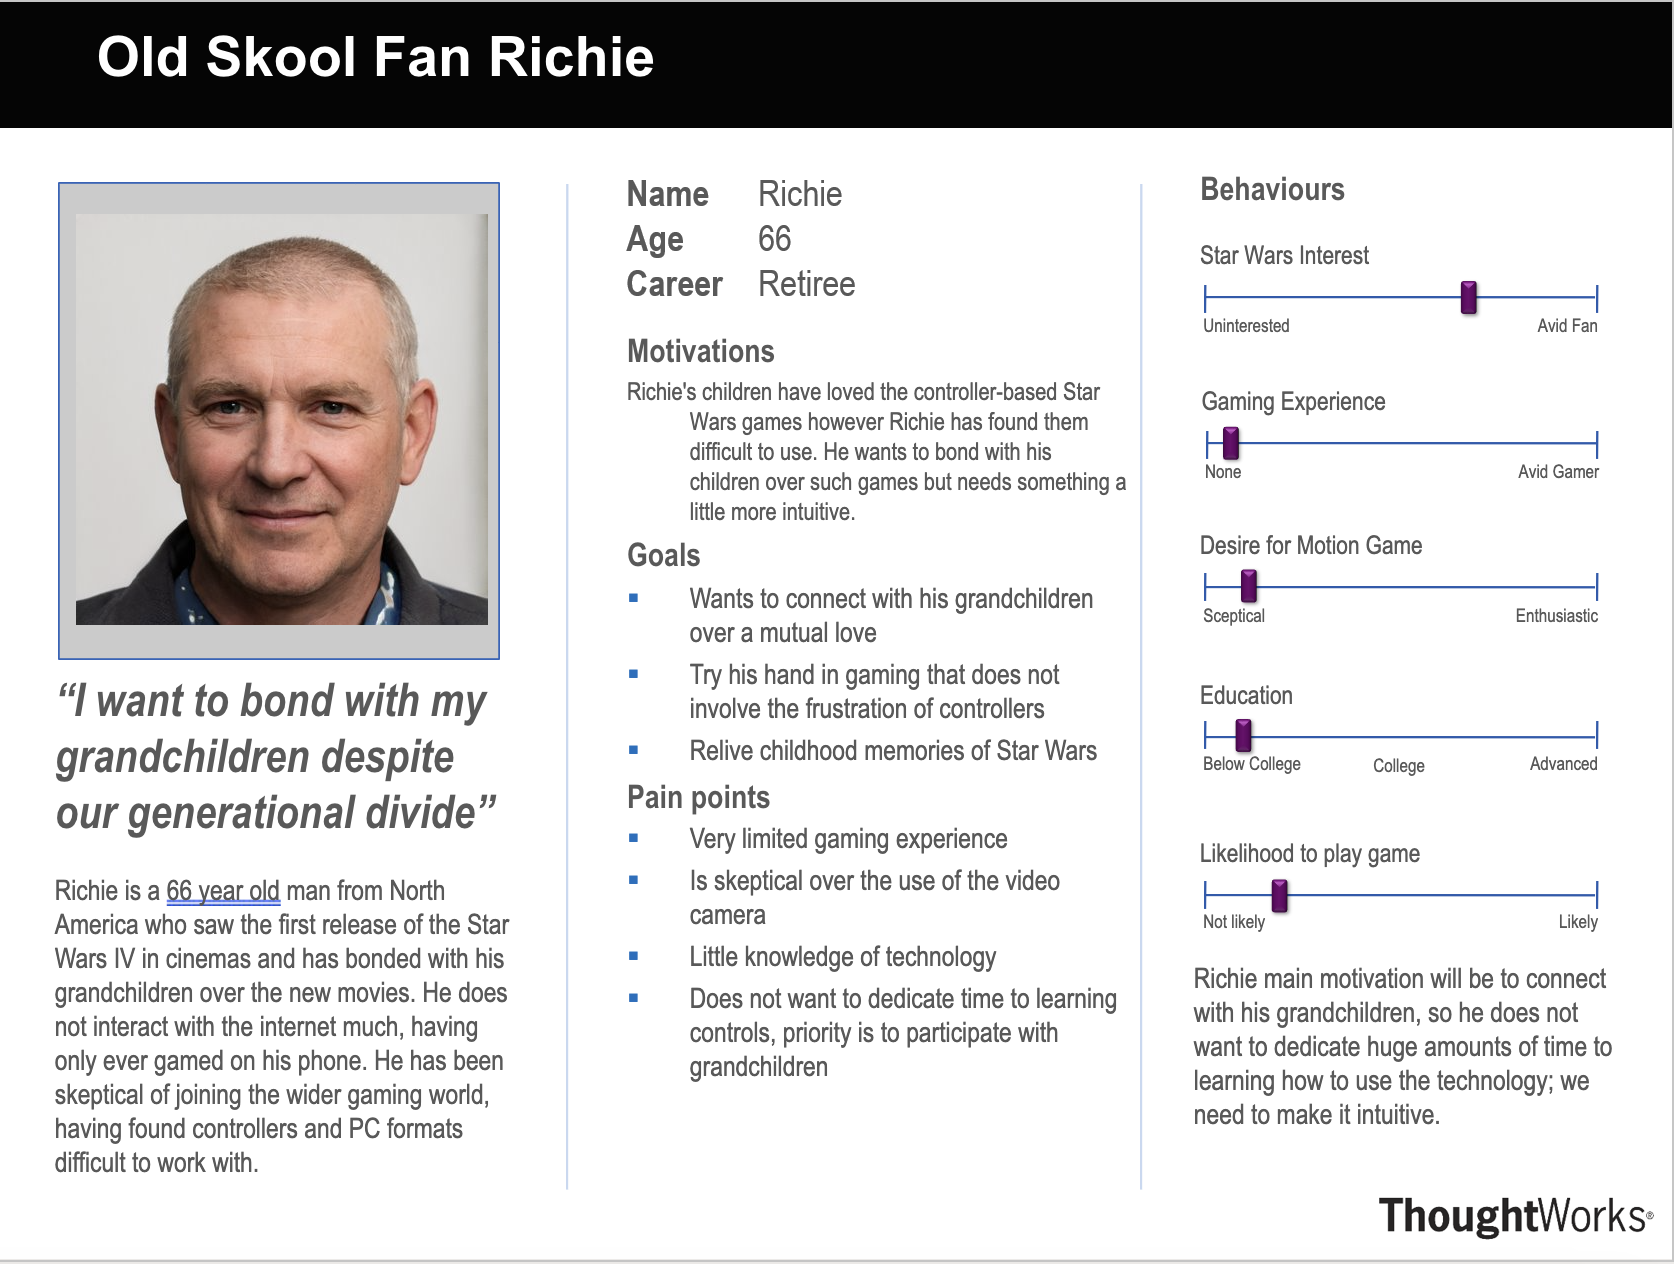 Old Skool Fan Richie
“I want to bond with my
grandchildren despite
our generational divide”
Richie is a 66 year old man from North
America who saw the first release of the Star
Wars IV in cinemas and has bonded with his
grandchildren over the new movies. He does
not interact with the internet much, having
only ever gamed on his phone. He has been
skeptical of joining the wider gaming world,
having found controllers and PC formats
difficult to work with.
Name Richie
Age 66
Career Retiree
Motivations
Richie's children have loved the controller-based Star
Wars games however Richie has found them
difficult to use. He wants to bond with his
children over such games but needs something a
little more intuitive.
Goals
▪ Wants to connect with his grandchildren
over a mutual love
▪ Try his hand in gaming that does not
involve the frustration of controllers
▪ Relive childhood memories of Star Wars
Pain points
▪ Very limited gaming experience
▪ Is skeptical over the use of the video
camera
▪ Little knowledge of technology
▪ Does not want to dedicate time to learning
controls, priority is to participate with
grandchildren
Behaviours
Star Wars Interest
Uninterested Avid Fan
Gaming Experience
None Avid Gamer
Desire for Motion Game
Sceptical Enthusiastic
Education
Below College College Advanced
Likelihood to play game
Not likely Likely
Richie main motivation will be to connect
with his grandchildren, so he does not
want to dedicate huge amounts of time to
learning how to use the technology; we
need to make it intuitive.
ThoughtWorks®